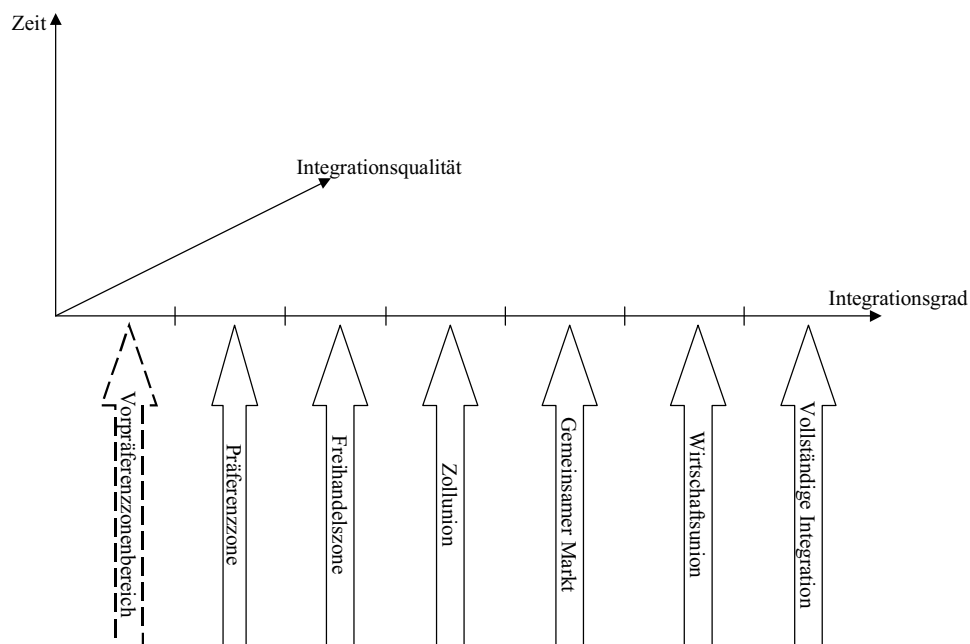 Zeit
Integrationsqualität
Integrationsgrad
Vorpräferenzzonenbereich
Präferenzzone
Freihandelszone
Zollunion
Gemeinsamer Markt
Wirtschaftsunion
Vollständige Integration